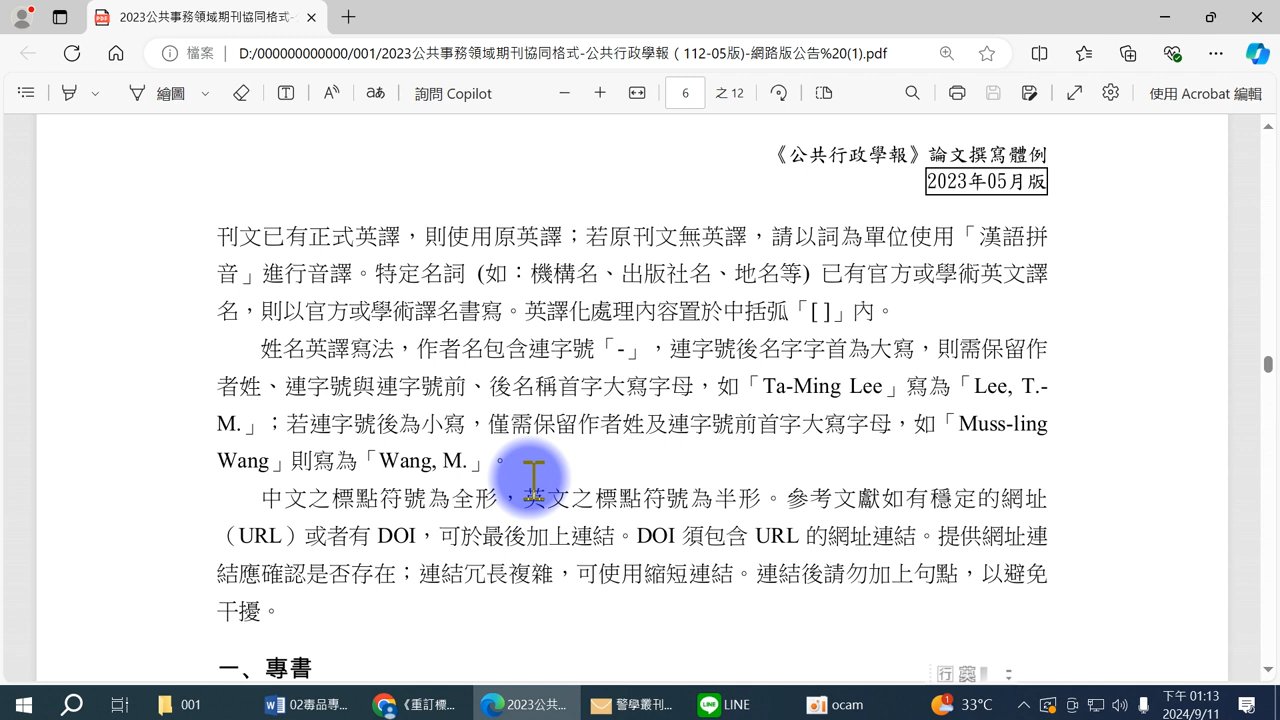 2023公共事務領域期刊協同格式-
檔案
D:/000000000000/001/2023公共事務領域期刊協同格式-公共行政學報（112-05版)-網路版公告%20(1).pdf
繪圖
aあ
詢問 Copilot
6
之 12
使用 Acrobat 編輯
《公共行政學報》論文撰寫體例
2023年05月版
刊文已有正式英譯，則使用原英譯；若原刊文無英譯，請以詞為單位使用「漢語拼
音」進行音譯。特定名詞 (如：機構名、出版社名、地名等) 已有官方或學術英文譯
名，則以官方或學術譯名書寫。英譯化處理內容置於中括弧「[ ]」內。
姓名英譯寫法，作者名包含連字號「-」，連字號後名字字首為大寫，則需保留作
者姓、連字號與連字號前、後名稱首字大寫字母，如「Ta-Ming Lee」寫為「Lee, T.-
M.」；若連字號後為小寫，僅需保留作者姓及連字號前首字大寫字母，如「Muss-ling
Wang」則寫為「Wang, M.」。
中文之標點符號為全形，英文之標點符號為半形。參考文獻如有穩定的網址
（URL）或者有 DOI，可於最後加上連結。DOI 須包含 URL 的網址連結。提供網址連
結應確認是否存在；連結冗長複雜，可使用縮短連結。連結後請勿加上句點，以避免
干擾。
一、專書
行 英
001
02毒品專...
《重訂欄...
2023公共...
警學叢刊...
LINE
ocam
1
33°C
下午 01:13
2024/9/11